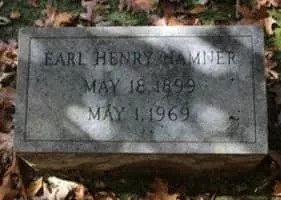 EARL HENRY HAMNER
MAY 18, 1899
MAY 1, 1969